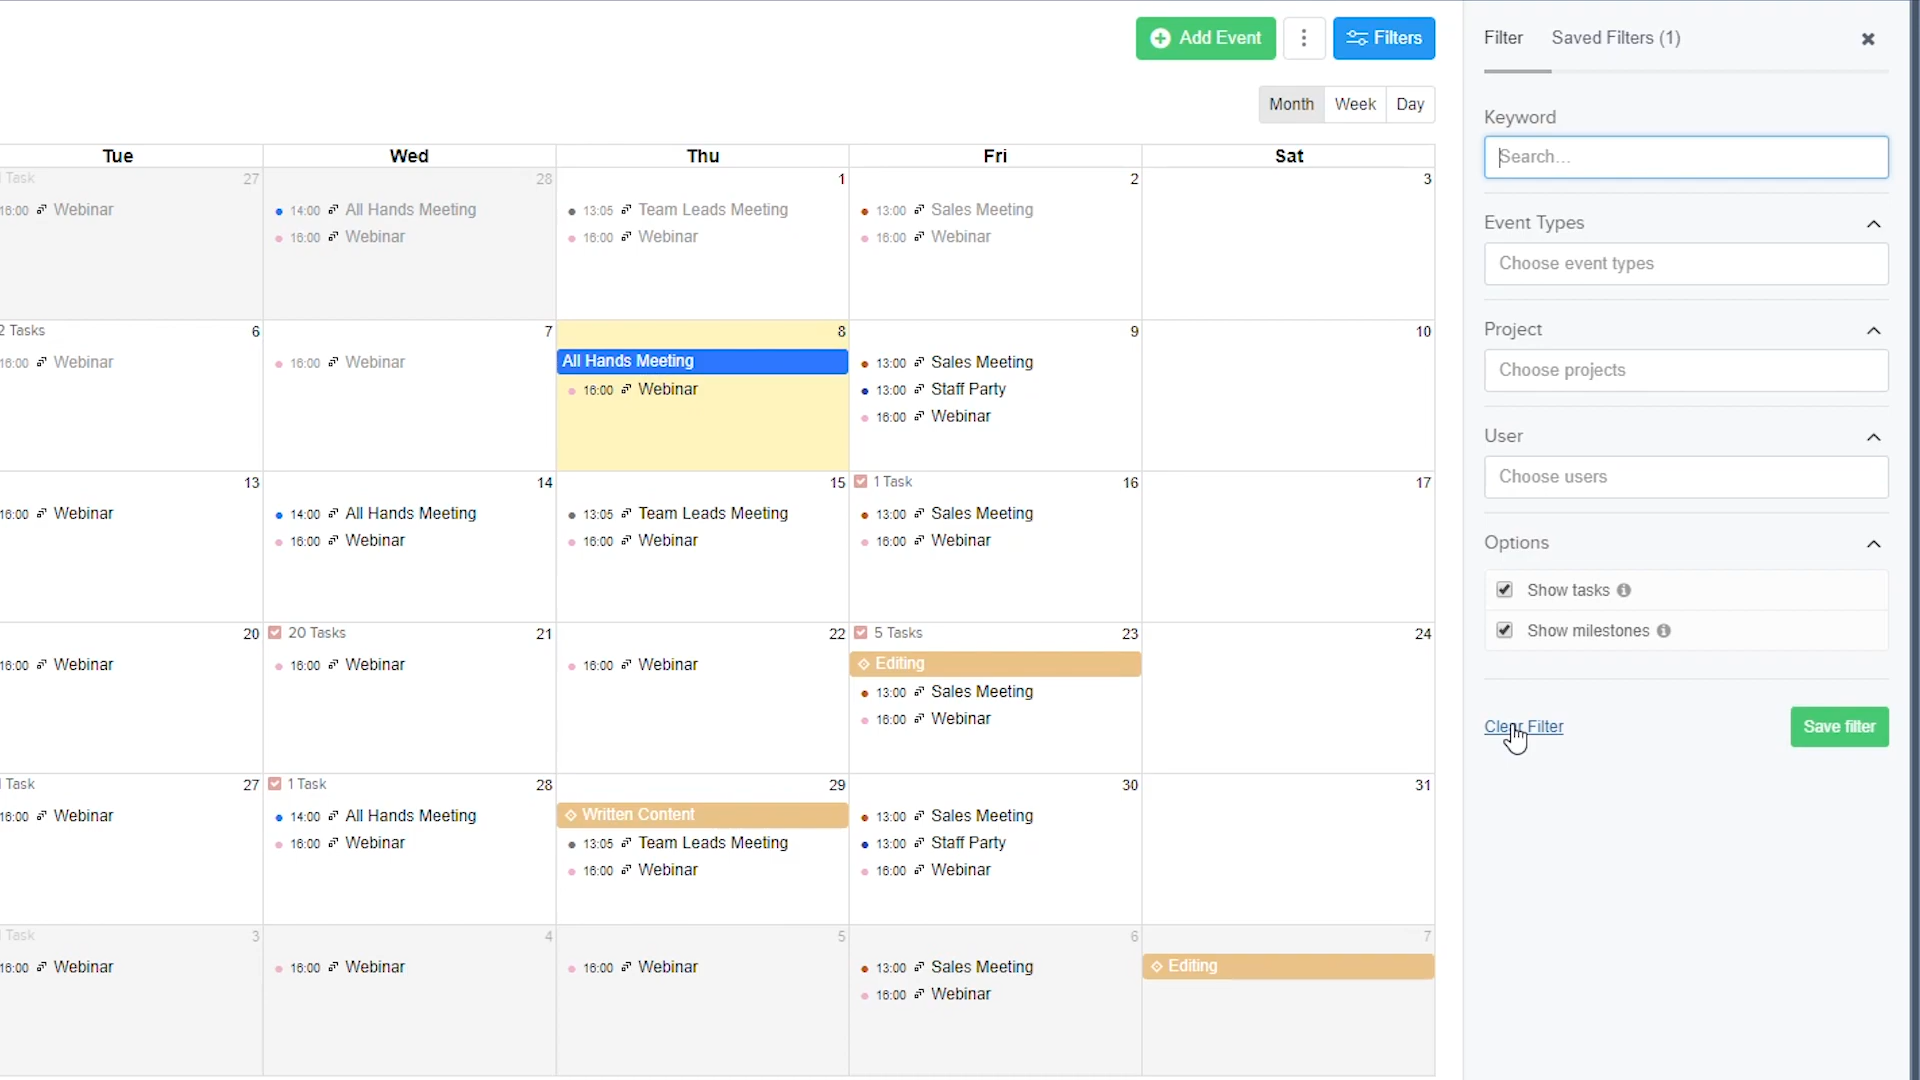 Add Event
Filters
Filter
Saved Filters (1)
Month
Week
Day
Keyword
Search...
Event Types
Choose event types
Project
Choose projects
User
Choose users
Options
Show tasks
Show milestones
Clear Filter
Save filter
Tue
Wed
Thu
Fri
Sat
Task
27
16:00 Webinar
28
14:00 All Hands Meeting
16:00 Webinar
1
13:05 Team Leads Meeting
16:00 Webinar
2
13:00 Sales Meeting
16:00 Webinar
3
2 Tasks
6
16:00 Webinar
7
16:00 Webinar
8
All Hands Meeting
16:00 Webinar
9
13:00 Sales Meeting
13:00 Staff Party
16:00 Webinar
10
13
16:00 Webinar
14
14:00 All Hands Meeting
16:00 Webinar
15
13:05 Team Leads Meeting
16:00 Webinar
1 Task
16
13:00 Sales Meeting
16:00 Webinar
17
20
16:00 Webinar
20 Tasks
21
16:00 Webinar
22
16:00 Webinar
5 Tasks
23
Editing
13:00 Sales Meeting
16:00 Webinar
24
Task
27
16:00 Webinar
1 Task
28
14:00 All Hands Meeting
16:00 Webinar
29
Written Content
13:05 Team Leads Meeting
16:00 Webinar
30
13:00 Sales Meeting
13:00 Staff Party
16:00 Webinar
31
Task
3
16:00 Webinar
4
16:00 Webinar
5
16:00 Webinar
6
13:00 Sales Meeting
16:00 Webinar
7
Editing